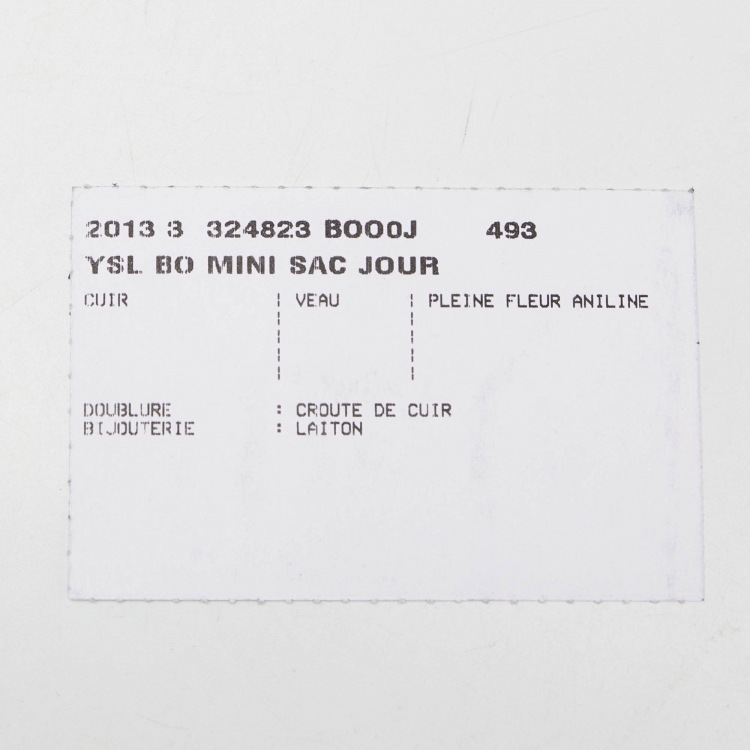 2013 3 324823 BOO0J 493
YSL BO MINI SAC JOUR
CUIR ¦ VEAU ¦ PLEINE FLEUR ANILINE
DOUBLURE : CROUTE DE CUIR
BIJOUTERIE : LAITON